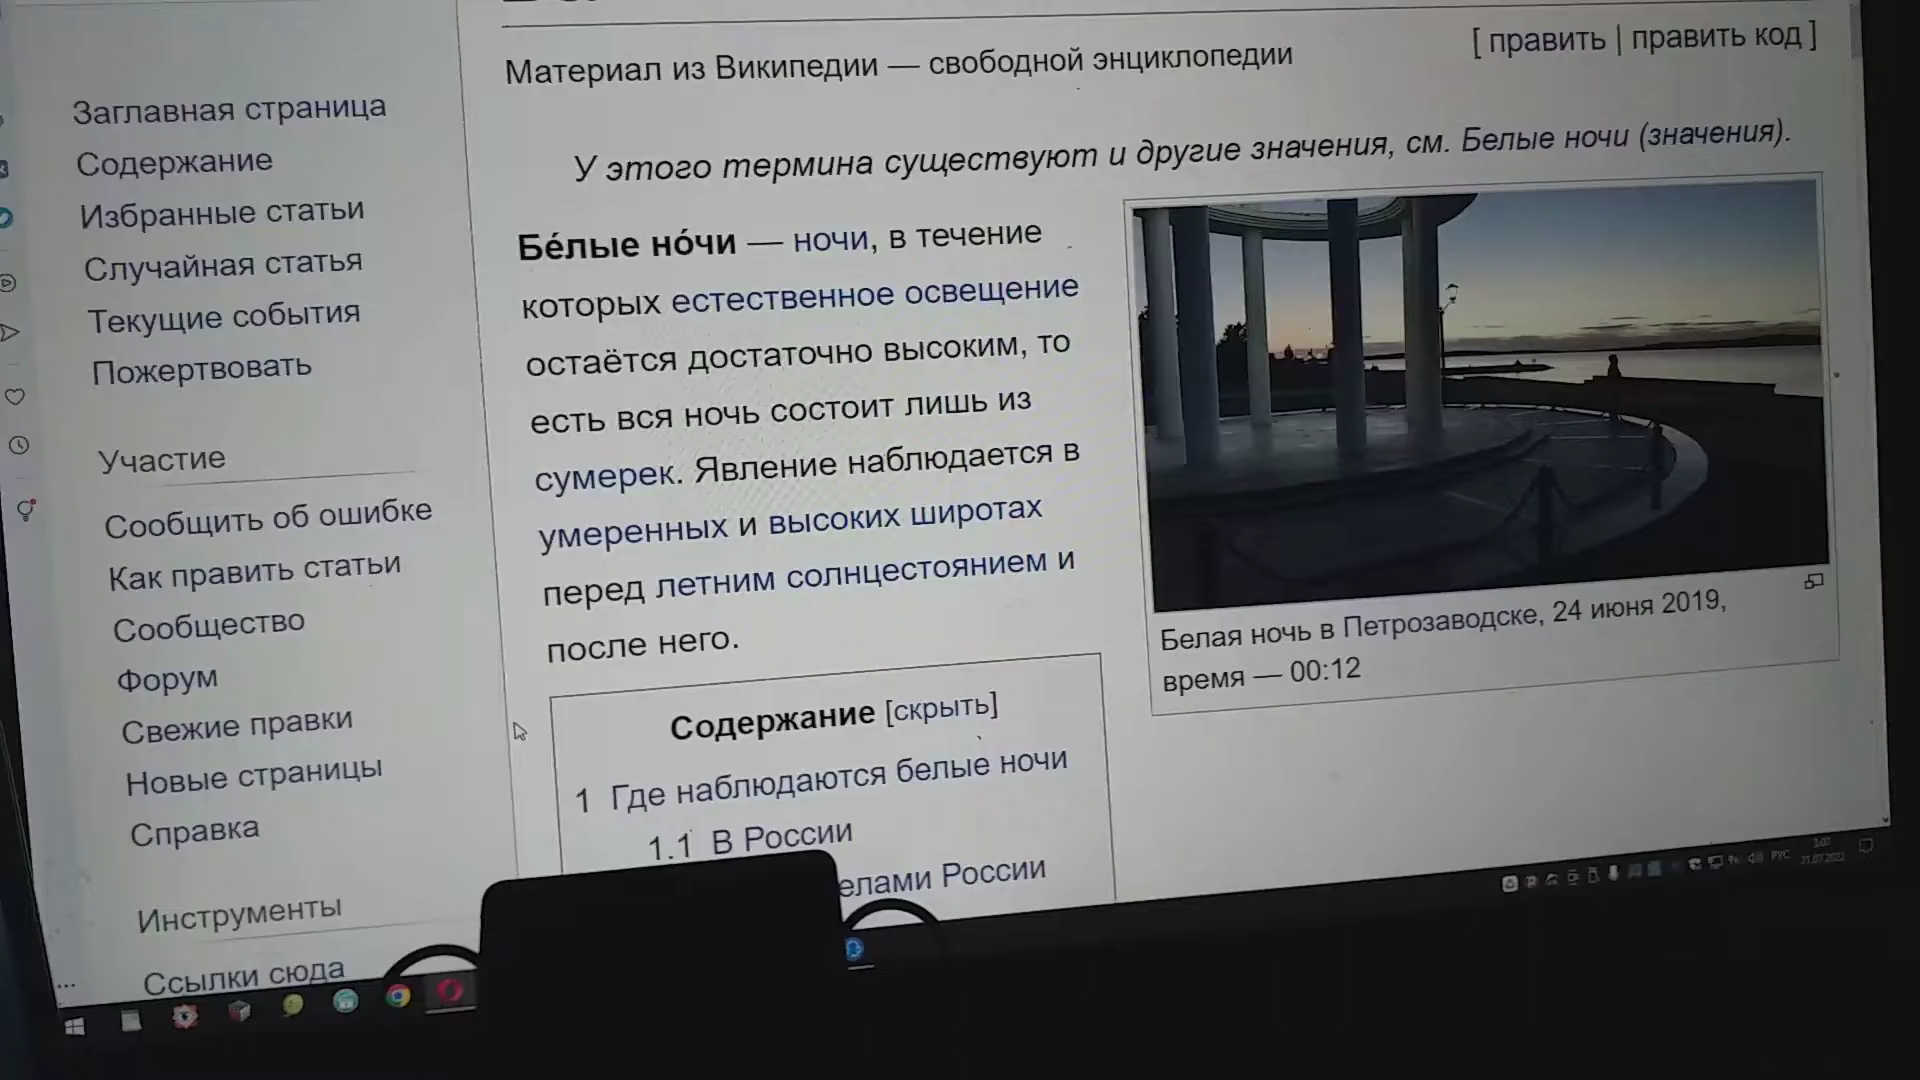 Материал из Википедии — свободной энциклопедии
[ править | править код ]
У этого термина существуют и другие значения, см. Белые ночи (значения).
Заглавная страница
Содержание
Избранные статьи
Случайная статья
Текущие события
Пожертвовать
Участие
Сообщить об ошибке
Как править статьи
Сообщество
Форум
Свежие правки
Новые страницы
Справка
Инструменты
Ссылки сюда
Бе́лые но́чи — ночи, в течение
которых естественное освещение
остаётся достаточно высоким, то
есть вся ночь состоит лишь из
сумерек. Явление наблюдается в
умеренных и высоких широтах
перед летним солнцестоянием и
после него.
Содержание [скрыть]
1 Где наблюдаются белые ночи
1.1 В России
елами России
Белая ночь в Петрозаводске, 24 июня 2019,
время — 00:12
РУС